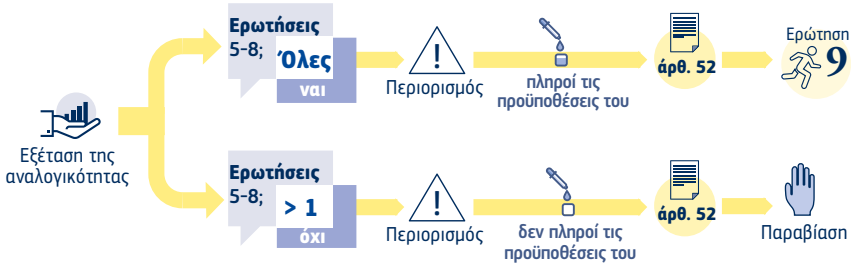 Εξέταση της
αναλογικότητας
Ερωτήσεις
5-8;
Όλες
ναι
!
Περιορισμός
πληροί τις
προϋποθέσεις του
άρθ. 52
Ερώτηση
9
Ερωτήσεις
5-8;
> 1
όχι
!
Περιορισμός
δεν πληροί τις
προϋποθέσεις του
άρθ. 52
Παραβίαση